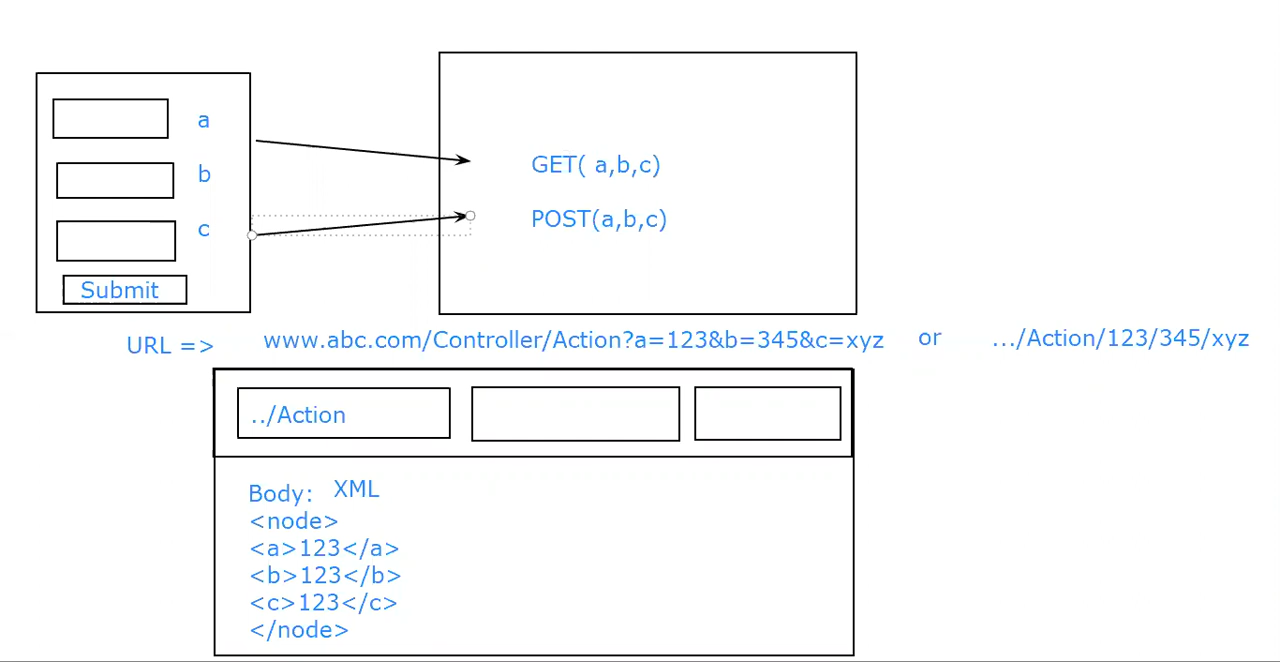 a
b
c
Submit
GET( a,b,c)
POST(a,b,c)
URL => www.abc.com/Controller/Action?a=123&b=345&c=xyz or .../Action/123/345/xyz
../Action
Body: XML
<node>
<a>123</a>
<b>123</b>
<c>123</c>
</node>